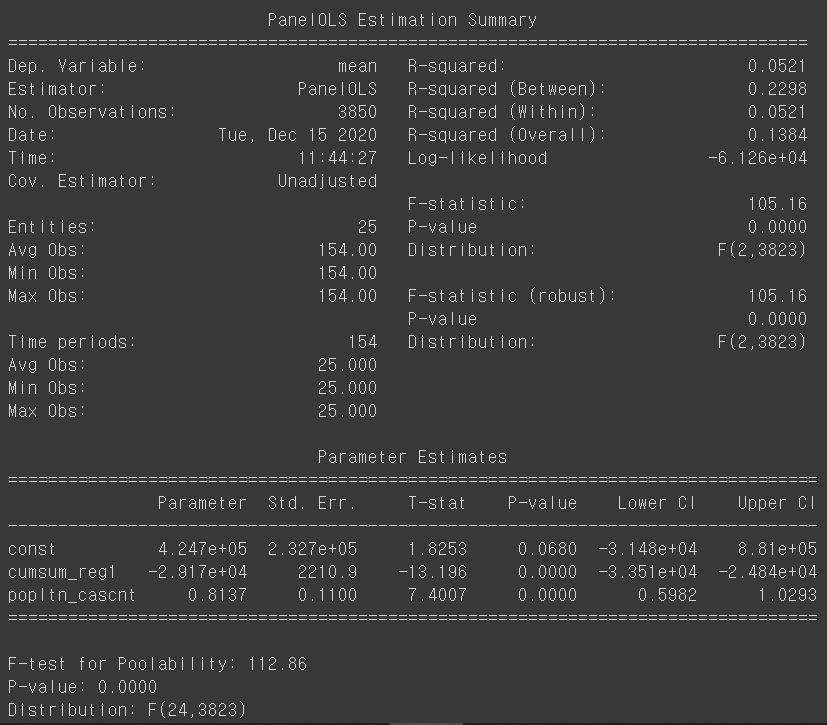 PanelOLS Estimation Summary
================================================================================
Dep. Variable:                   mean   R-squared:                        0.0521
Estimator:                   PanelOLS   R-squared (Between):              0.2298
No. Observations:                3850   R-squared (Within):               0.0521
Date:                Tue, Dec 15 2020   R-squared (Overall):              0.1384
Time:                        11:44:27   Log-likelihood                -6.126e+04
Cov. Estimator:            Unadjusted
                                        F-statistic:                      105.16
Entities:                          25   P-value                           0.0000
Avg Obs:                       154.00   Distribution:                  F(2,3823)
Min Obs:                       154.00
Max Obs:                       154.00   F-statistic (robust):             105.16
                                        P-value                           0.0000
Time periods:                     154   Distribution:                  F(2,3823)
Avg Obs:                       25.000
Min Obs:                       25.000
Max Obs:                       25.000

                               Parameter Estimates
=================================================================================
               Parameter  Std. Err.     T-stat    P-value    Lower CI    Upper CI
---------------------------------------------------------------------------------
const          4.247e+05  2.327e+05     1.8253     0.0680  -3.148e+04    8.81e+05
cumsum_reg1   -2.917e+04     2210.9    -13.196     0.0000  -3.351e+04  -2.484e+04
popltn_cascnt     0.8137     0.1100     7.4007     0.0000      0.5982      1.0293
=================================================================================

F-test for Poolability: 112.86
P-value: 0.0000
Distribution: F(24,3823)